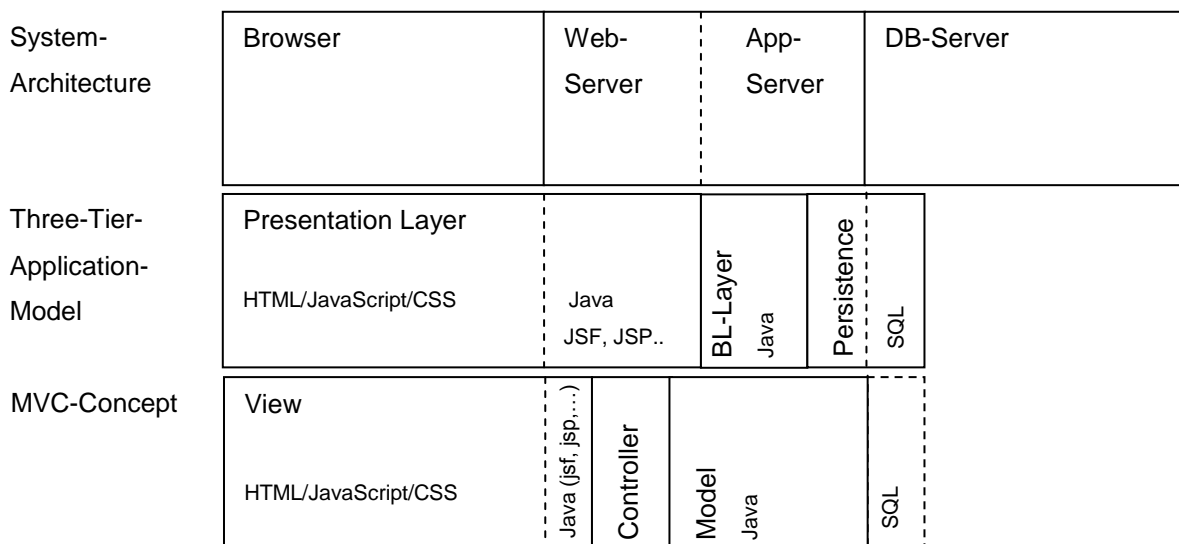 System-
Architecture
Browser
Web-
Server
App-
Server
DB-Server
Three-Tier-
Application-
Model
Presentation Layer
HTML/JavaScript/CSS
Java
JSF, JSP..
BL-Layer
Java
Persistence
SQL
MVC-Concept
View
HTML/JavaScript/CSS
Java (jsf, jsp,…)
Controller
Model
Java
SQL